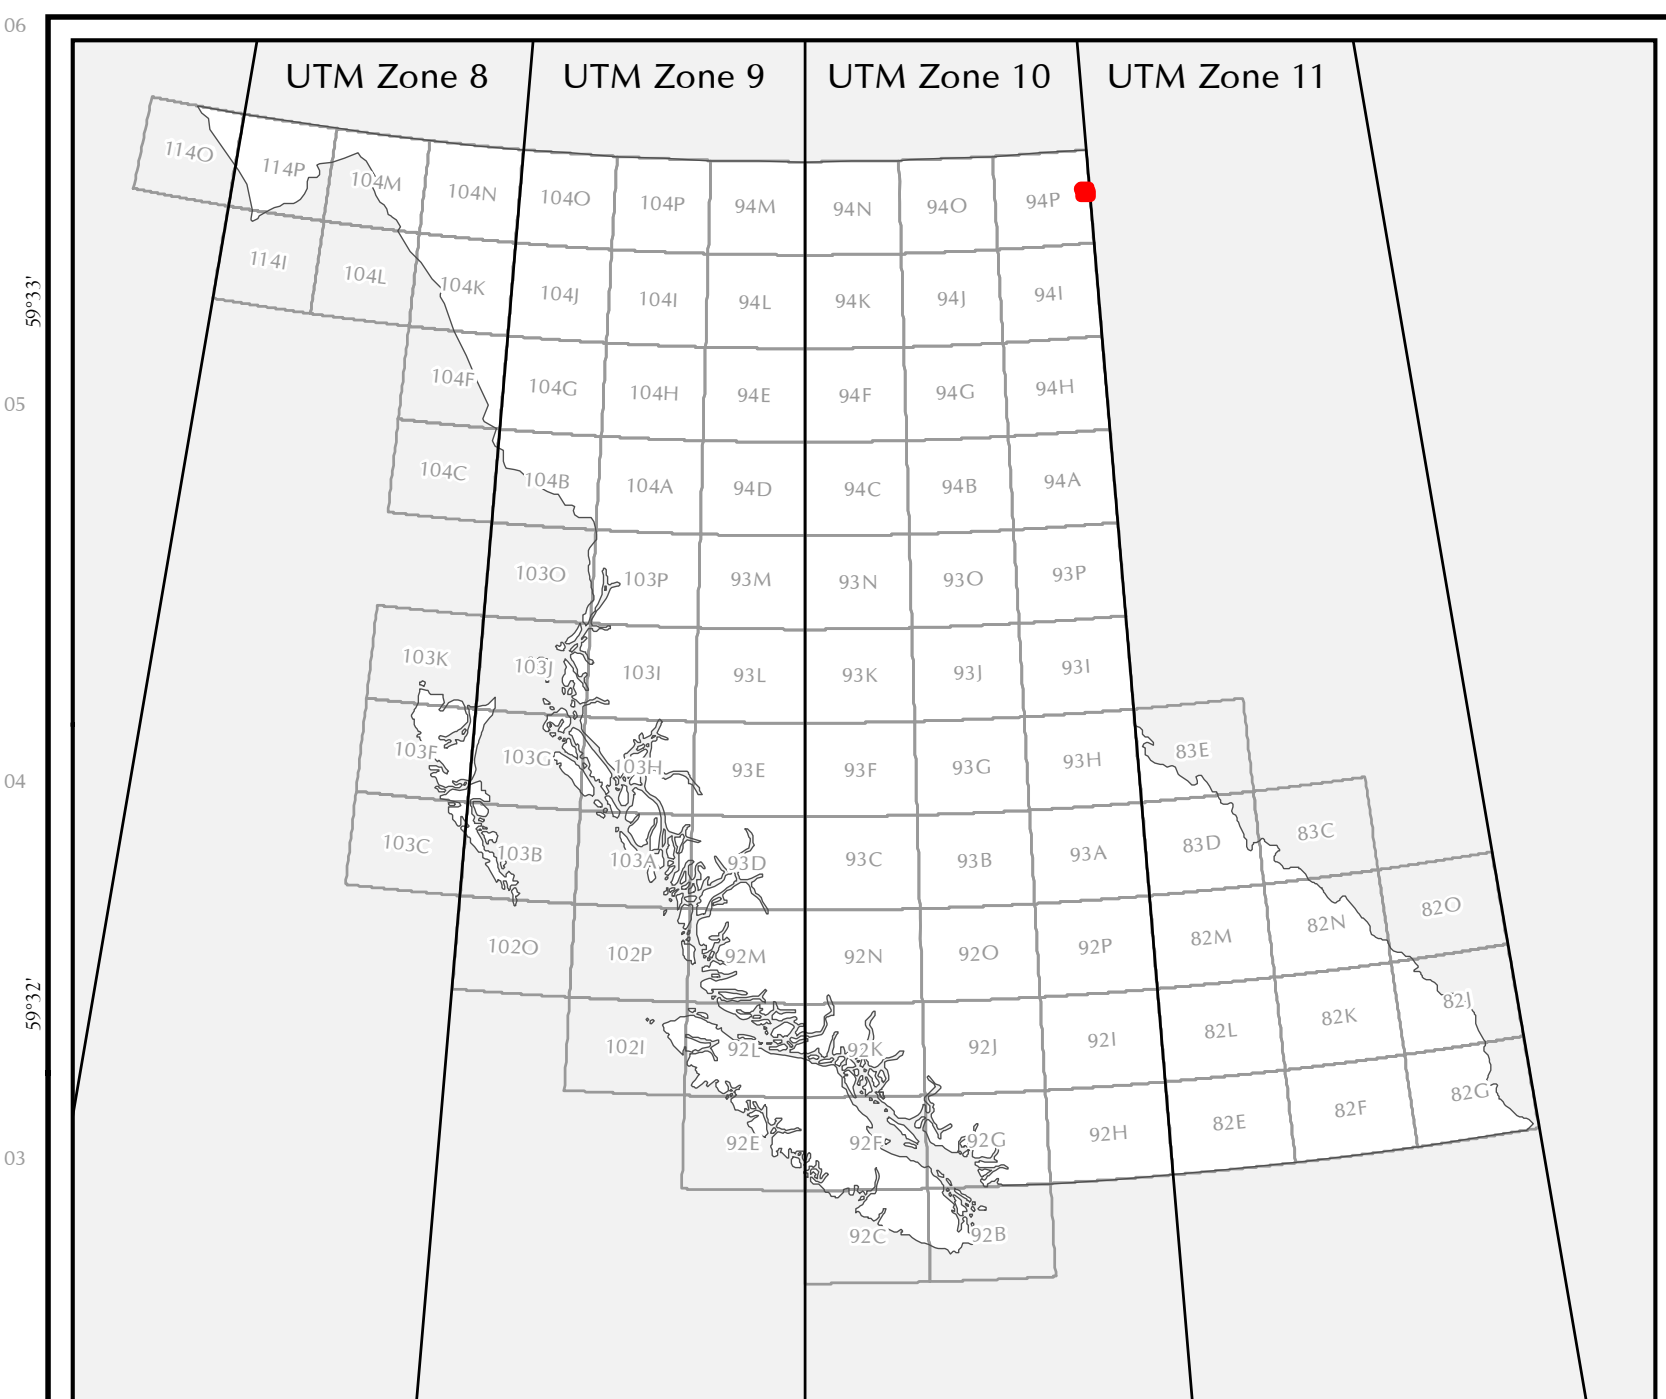 06
UTM Zone 8 UTM Zone 9 UTM Zone 10 UTM Zone 11
114O 114P 104M 104N 104O 104P 94M 94N 94O 94P
114I 104L 104K 104J 104I 94L 94K 94J 94I
59°33'
104F 104G 104H 94E 94F 94G 94H
05
104C 104B 104A 94D 94C 94B 94A
103O 103P 93M 93N 93O 93P
103K 103J 103I 93L 93K 93J 93I
103F 103G 103H 93E 93F 93G 93H 83E
04
103C 103B 103A 93D 93C 93B 93A 83D 83C
102O 102P 92M 92N 92O 92P 82M 82N 82O
59°32'
102I 92L 92K 92J 92I 82L 82K 82J
92E 92F 92G 92H 82E 82F 82G
03
92C 92B